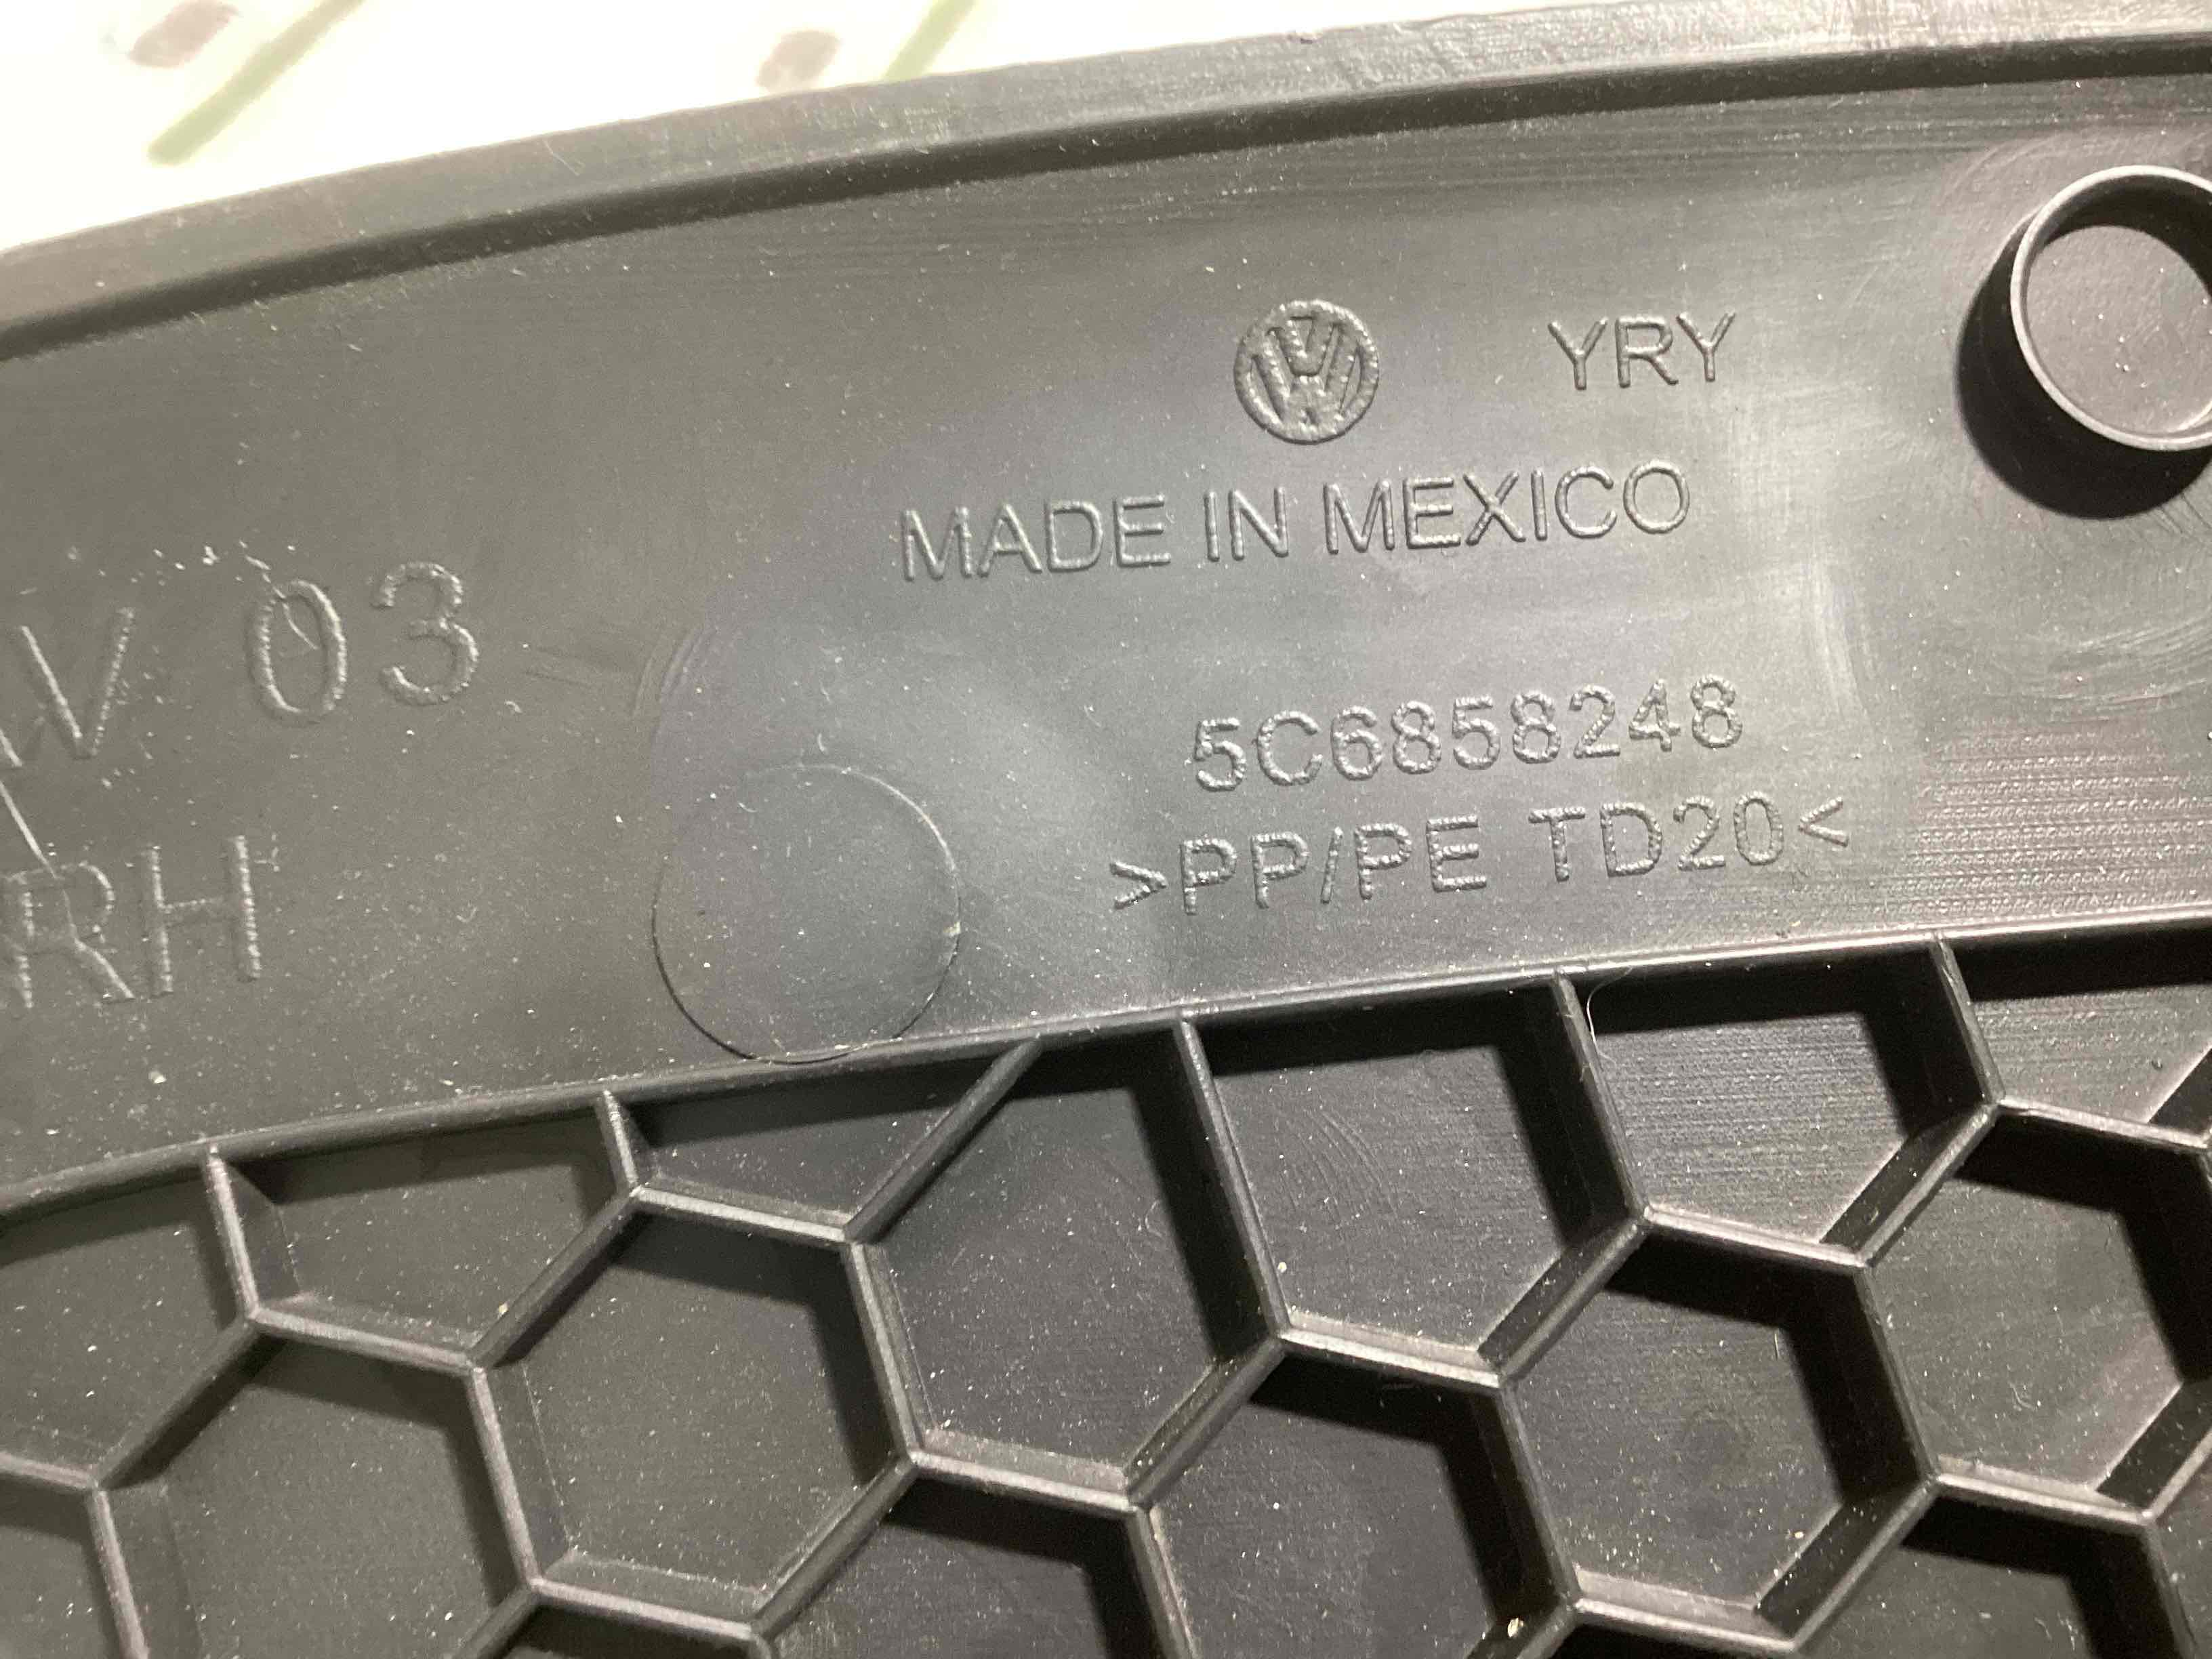 YRY
MADE IN MEXICO
03
5C6858248
>PP/PE TD20<
RH